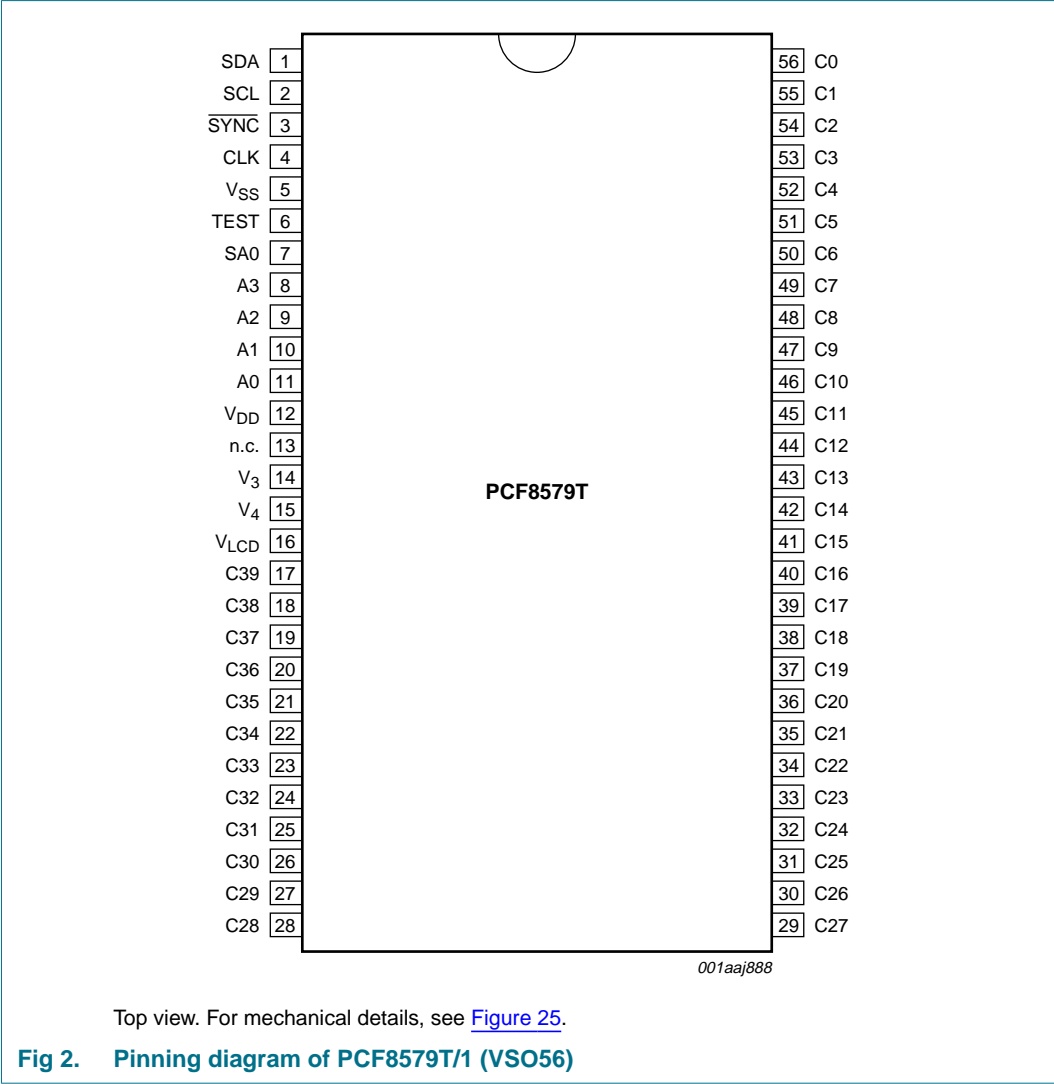 SDA 1 56 C0
SCL 2 55 C1
SYNC 3 54 C2
CLK 4 53 C3
VSS 5 52 C4
TEST 6 51 C5
SA0 7 50 C6
A3 8 49 C7
A2 9 48 C8
A1 10 47 C9
A0 11 46 C10
VDD 12 45 C11
n.c. 13 44 C12
V3 14 43 C13
PCF8579T
V4 15 42 C14
VLCD 16 41 C15
C39 17 40 C16
C38 18 39 C17
C37 19 38 C18
C36 20 37 C19
C35 21 36 C20
C34 22 35 C21
C33 23 34 C22
C32 24 33 C23
C31 25 32 C24
C30 26 31 C25
C29 27 30 C26
C28 28 29 C27
001aaj888
Top view. For mechanical details, see Figure 25.
Fig 2. Pinning diagram of PCF8579T/1 (VSO56)